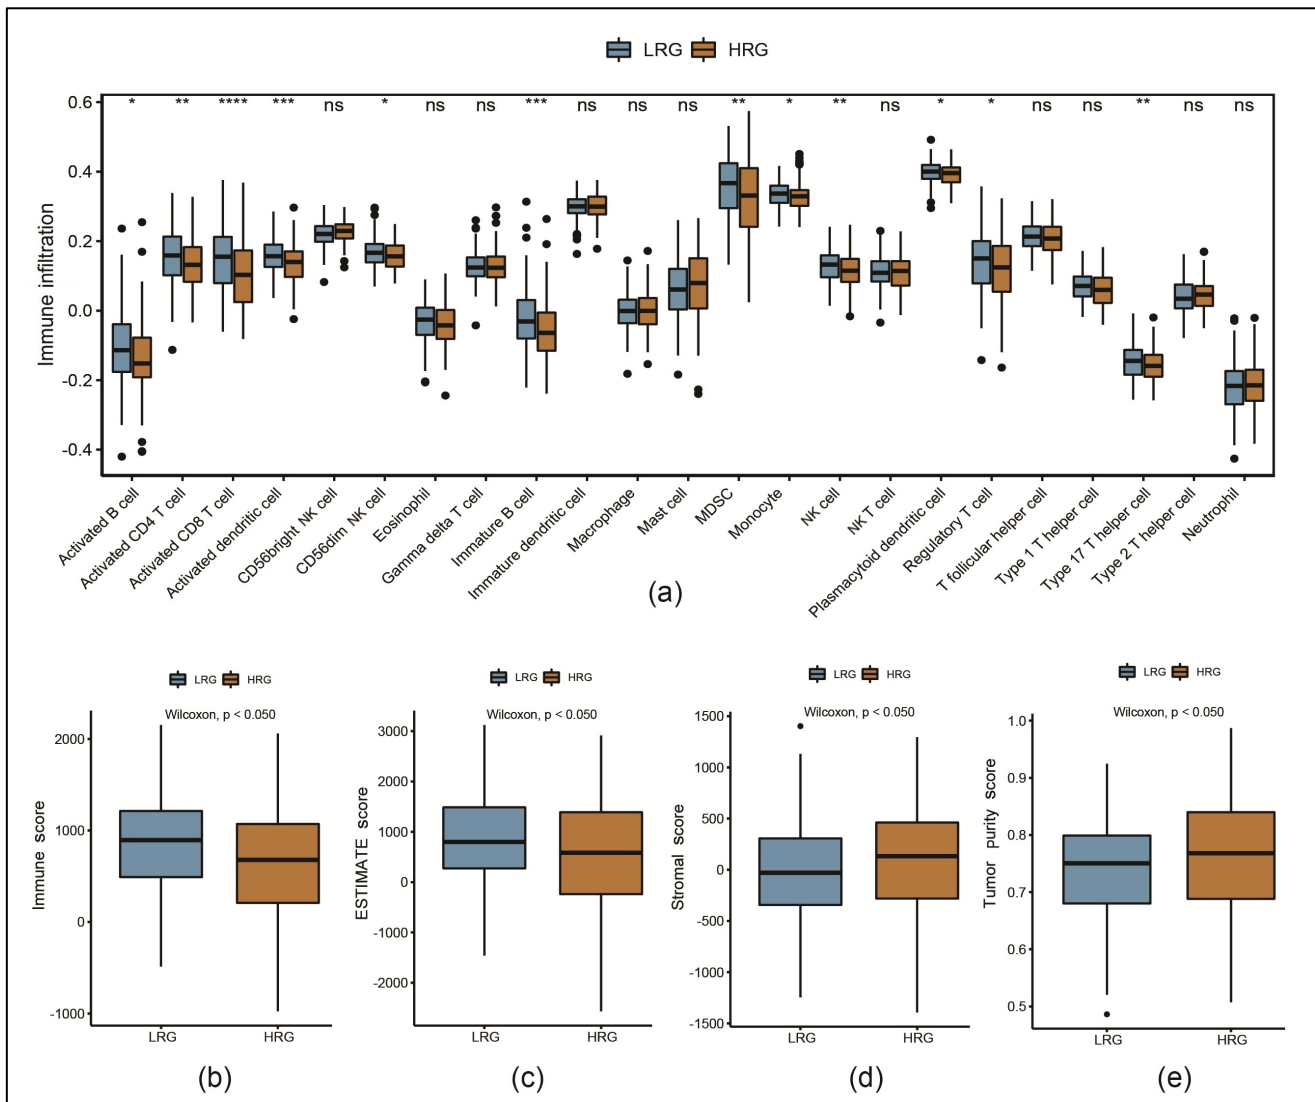 LRG HRG
* ** **** *** ns * ns ns *** ns ns ns ** * ** ns * * ns ns ** ns ns
Immune infiltration
0.6
0.4
0.2
0.0
-0.2
-0.4
Activated B cell
Activated CD4 T cell
Activated CD8 T cell
Activated dendritic cell
CD56bright NK cell
CD56dim NK cell
Eosinophil
Gamma delta T cell
Immature B cell
Immature dendritic cell
Macrophage
Mast cell
MDSC
Monocyte
NK cell
NK T cell
Plasmacytoid dendritic cell
Regulatory T cell
T follicular helper cell
Type 1 T helper cell
Type 17 T helper cell
Type 2 T helper cell
Neutrophil
(a)
LRG HRG
Wilcoxon, p < 0.050
Immune score
2000
1000
0
-1000
LRG HRG
(b)
LRG HRG
Wilcoxon, p < 0.050
ESTIMATE score
3000
2000
1000
0
-1000
-2000
LRG HRG
(c)
LRG HRG
Wilcoxon, p < 0.050
Stromal score
1500
1000
500
0
-500
-1000
-1500
LRG HRG
(d)
LRG HRG
Wilcoxon, p < 0.050
Tumor purity score
1.0
0.9
0.8
0.7
0.6
0.5
LRG HRG
(e)